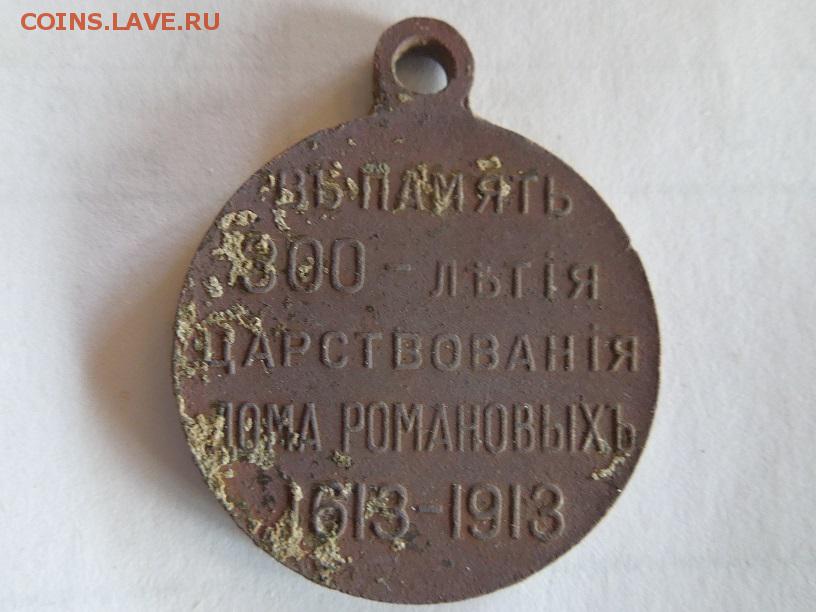 COINS.LAVE.RU
ВЪ ПАМЯТЬ
300-ЛѢТІЯ
ЦАРСТВОВАНІЯ
ДОМА РОМАНОВЫХЪ
1613-1913